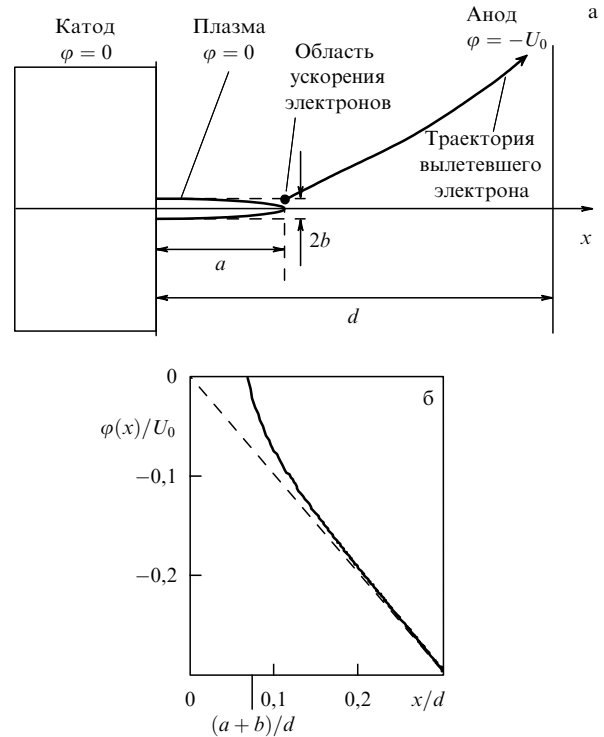 а
Катод
φ = 0
Плазма
φ = 0
Область
ускорения
электронов
Анод
φ = −U₀
Траектория
вылетевшего
электрона
2b
a
x
d
б
φ(x)/U₀
0
−0,1
−0,2
0
0,1
0,2
x/d
(a + b)/d